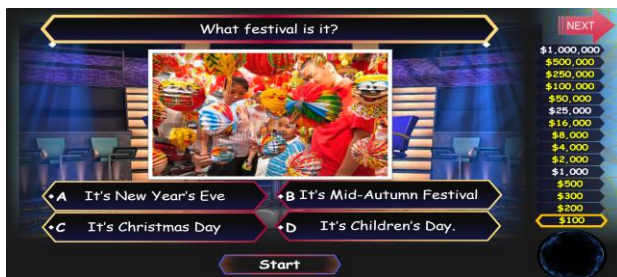 What festival is it?
NEXT
$1,000,000
$500,000
$250,000
$100,000
$50,000
$25,000
$16,000
$8,000
$4,000
$2,000
$1,000
$500
$300
$200
$100
A It's New Year's Eve
B It's Mid-Autumn Festival
C It's Christmas Day
D It's Children's Day.
Start